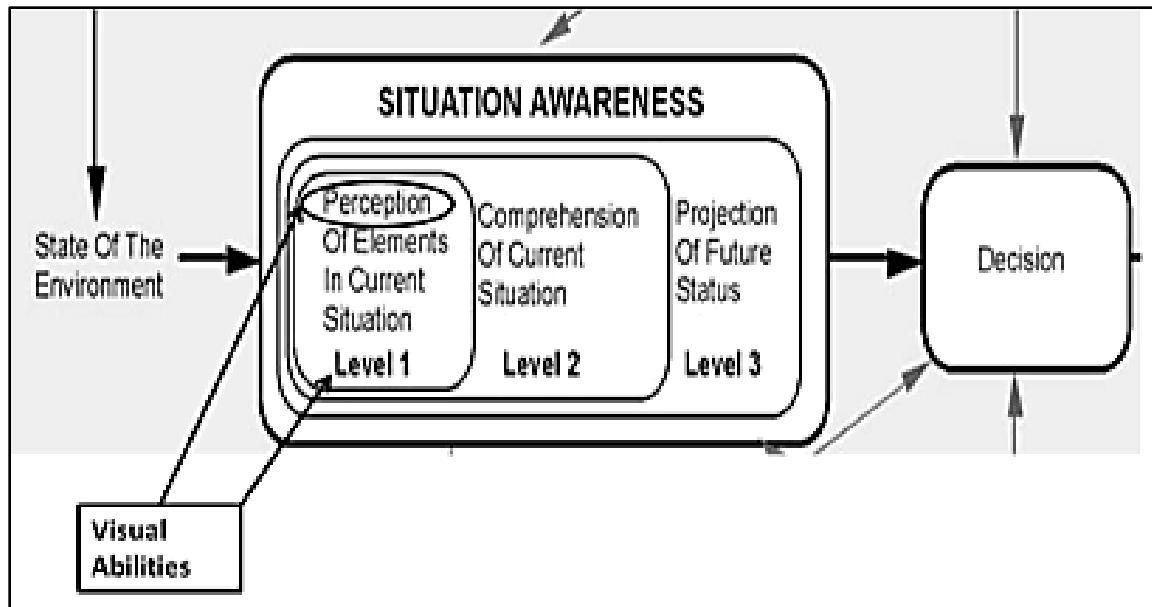 SITUATION AWARENESS
State Of The
Environment
Perception
Of Elements
In Current
Situation
Level 1
Comprehension
Of Current
Situation
Level 2
Projection
Of Future
Status
Level 3
Decision
Visual
Abilities